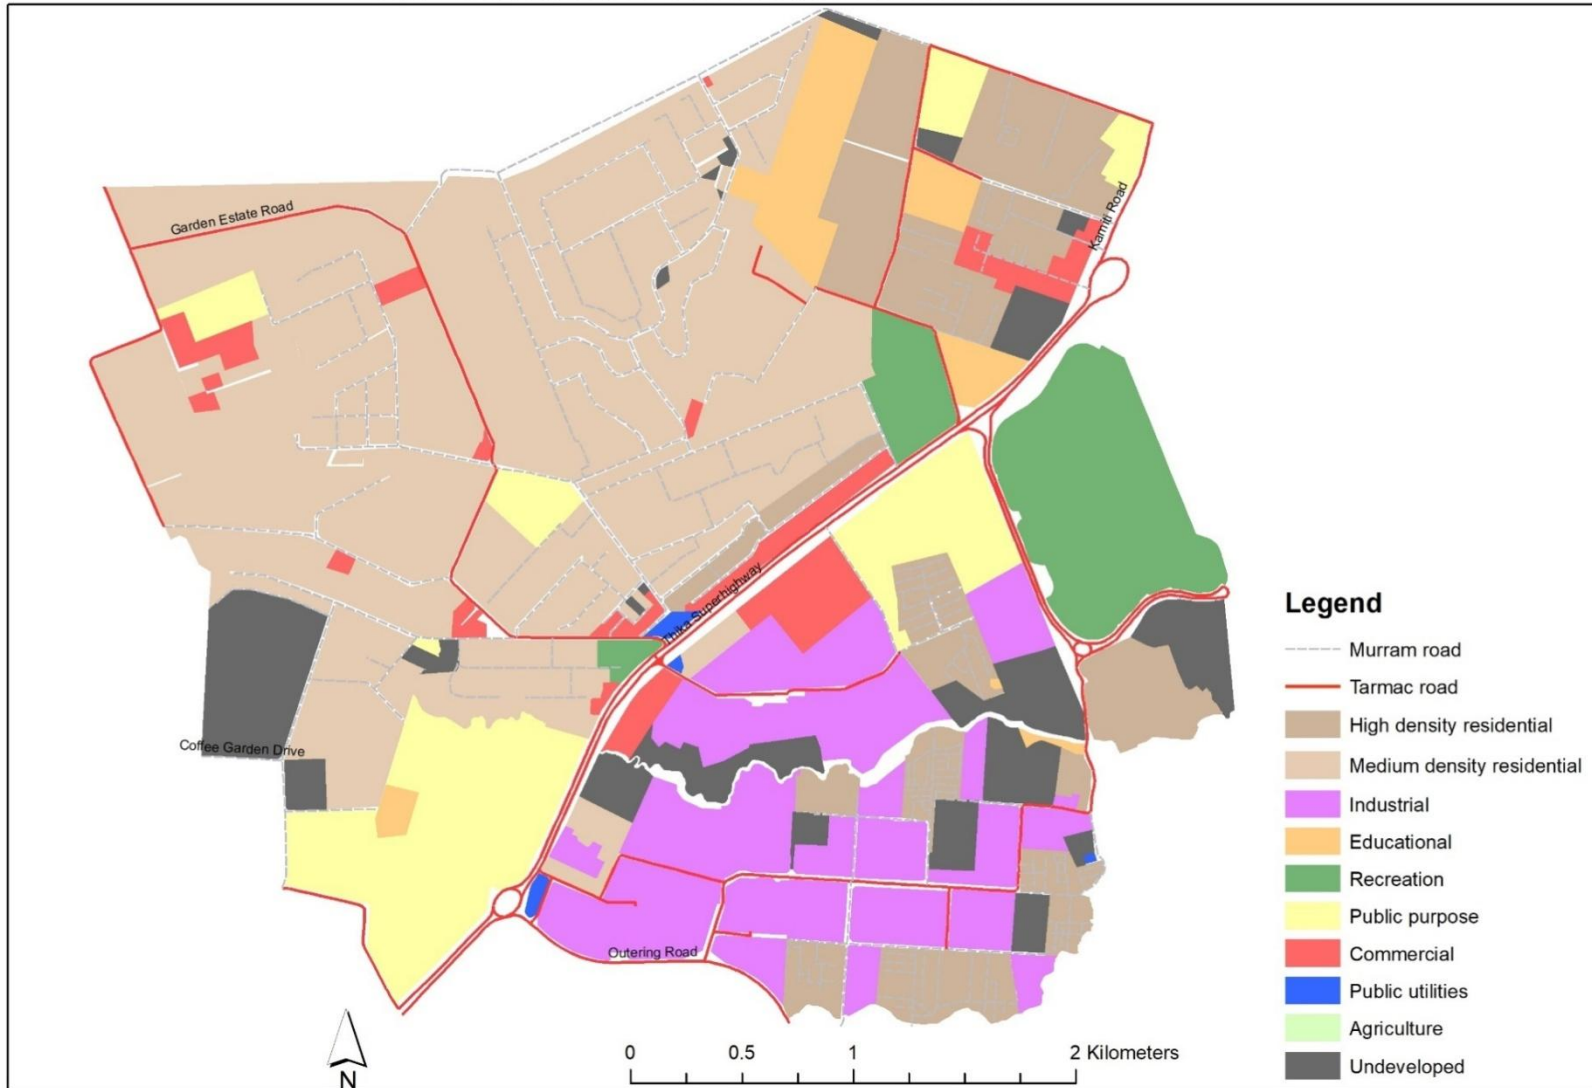 Garden Estate Road
Kamiti Road
Thika Superhighway
Coffee Garden Drive
Outering Road
N
0 0.5 1 2 Kilometers
Legend
Murram road
Tarmac road
High density residential
Medium density residential
Industrial
Educational
Recreation
Public purpose
Commercial
Public utilities
Agriculture
Undeveloped